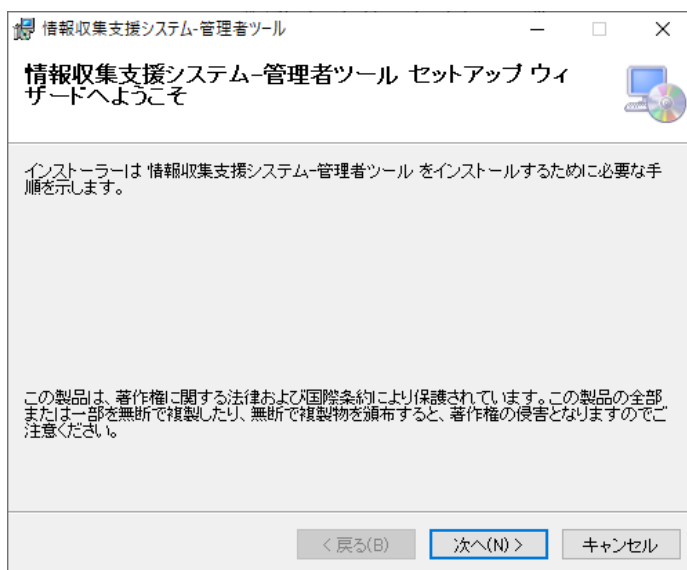 情報収集支援システム-管理者ツール
情報収集支援システム-管理者ツール セットアップ ウィ
ザードへようこそ
インストーラーは 情報収集支援システム-管理者ツール をインストールするために必要な手
順を示します。
この製品は、著作権に関する法律および国際条約により保護されています。この製品の全部
または一部を無断で複製したり、無断で複製物を頒布すると、著作権の侵害となりますのでご
注意ください。
< 戻る(B)
次へ(N) >
キャンセル